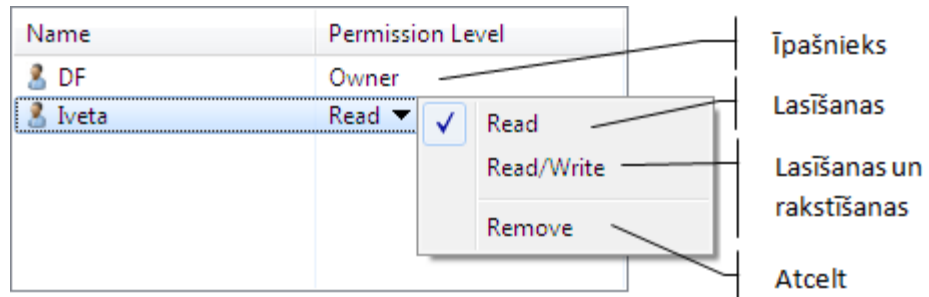 Name Permission Level
DF Owner
Iveta Read
Read
Read/Write
Remove
Īpašnieks
Lasīšanas
Lasīšanas un
rakstīšanas
Atcelt